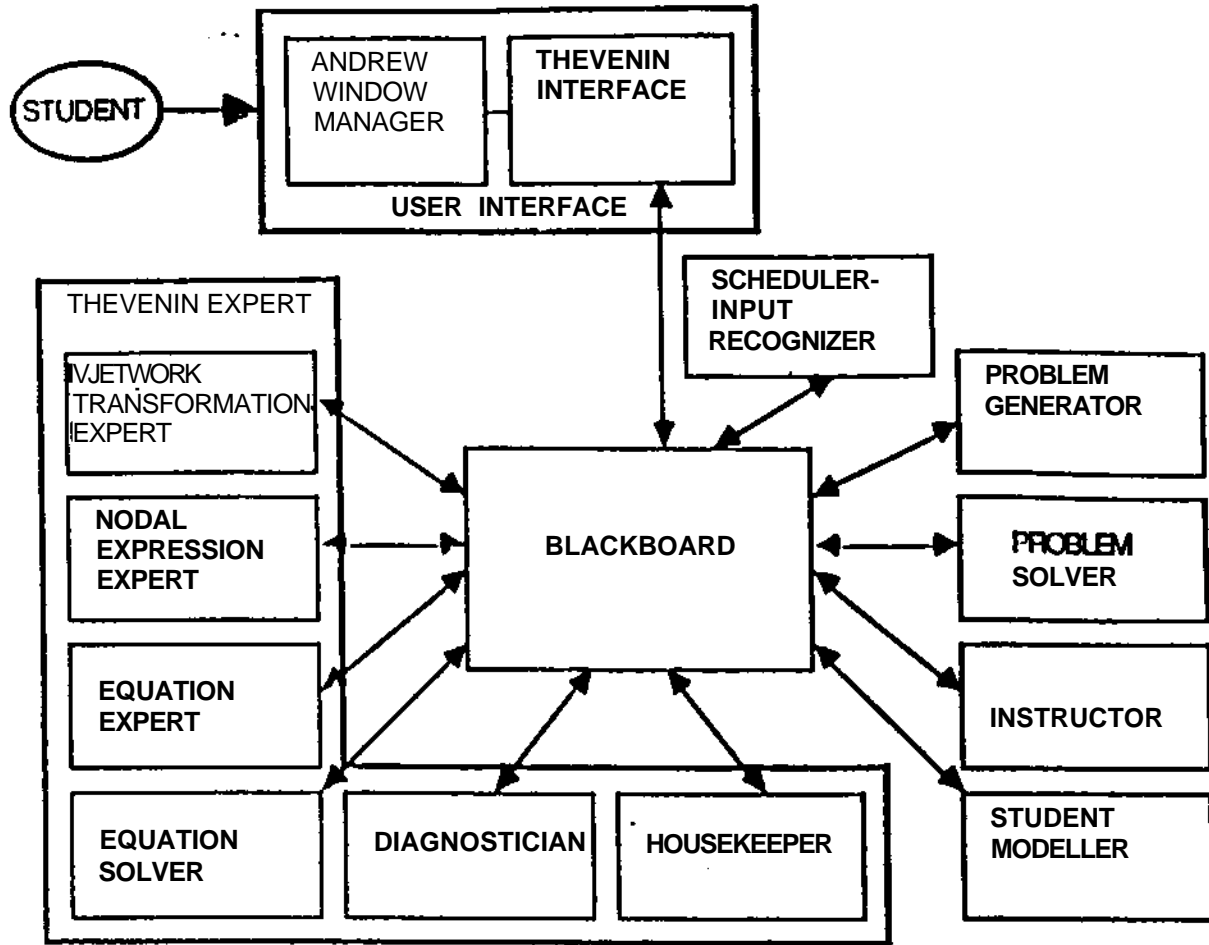 ANDREW
WINDOW
MANAGER
THEVENIN
INTERFACE
STUDENT
USER INTERFACE
SCHEDULER-
INPUT
RECOGNIZER
THEVENIN EXPERT
IVJETWORK
TRANSFORMATION
EXPERT
PROBLEM
GENERATOR
NODAL
EXPRESSION
EXPERT
BLACKBOARD
PROBLEM
SOLVER
EQUATION
EXPERT
INSTRUCTOR
EQUATION
SOLVER
DIAGNOSTICIAN
HOUSEKEEPER
STUDENT
MODELLER